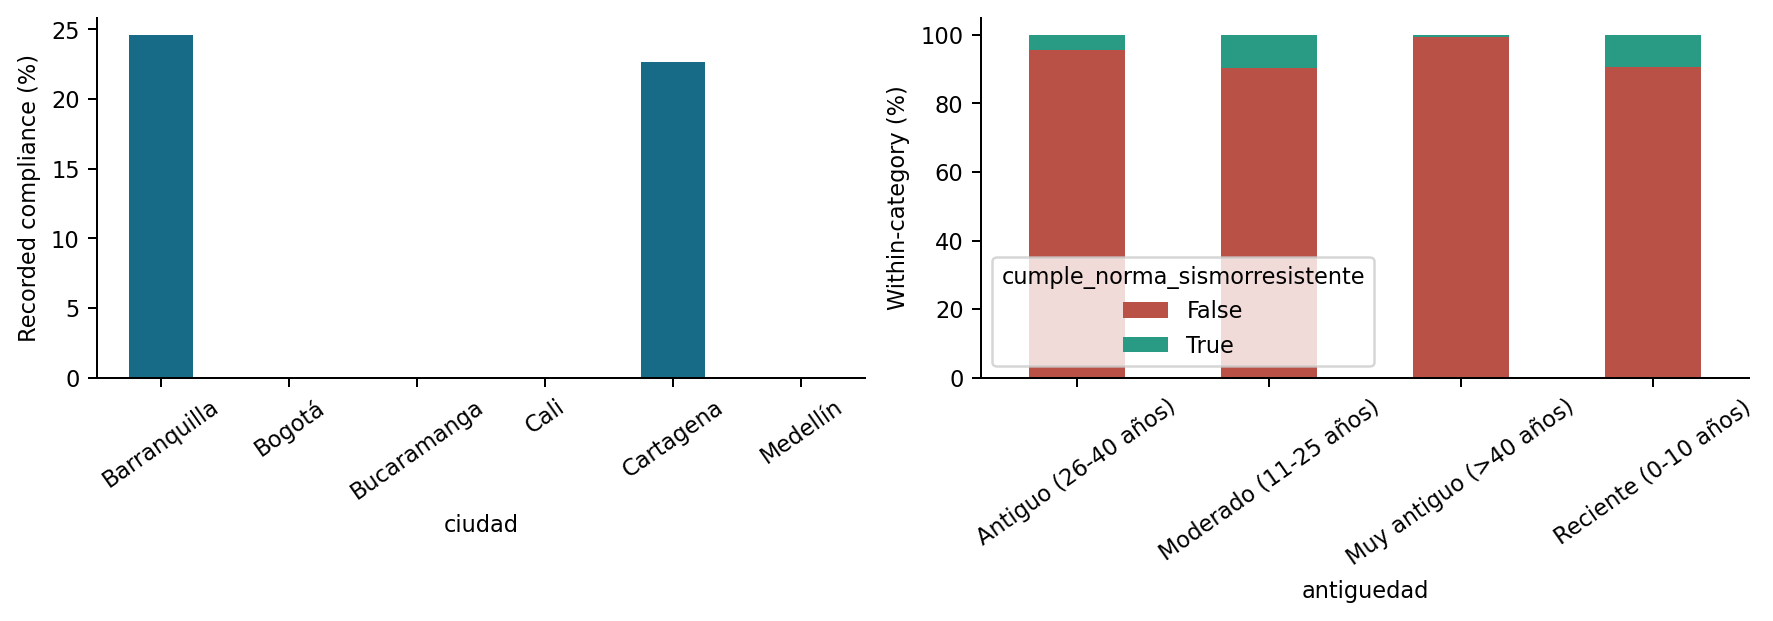 Recorded compliance (%)
25
20
15
10
5
0
Barranquilla
Bogotá
Bucaramanga
Cali
Cartagena
Medellín
ciudad
Within-category (%)
100
80
60
40
20
0
cumple_norma_sismorresistente
False
True
Antiguo (26-40 años)
Moderado (11-25 años)
Muy antiguo (>40 años)
Reciente (0-10 años)
antiguedad